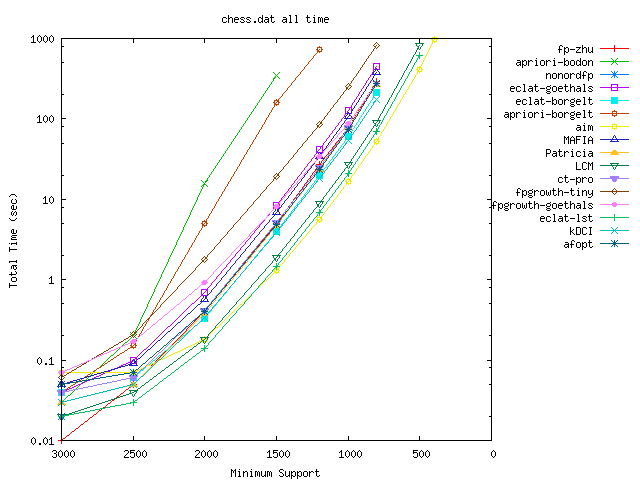 chess.dat all time
1000
100
10
1
0.1
0.01
Total Time (sec)
3000 2500 2000 1500 1000 500 0
Minimum Support
fp-zhu
apriori-bodon
nonordfp
eclat-goethals
eclat-borgelt
apriori-borgelt
aim
MAFIA
Patricia
LCM
ct-pro
fpgrowth-tiny
fpgrowth-goethals
eclat-lst
kDCI
afopt